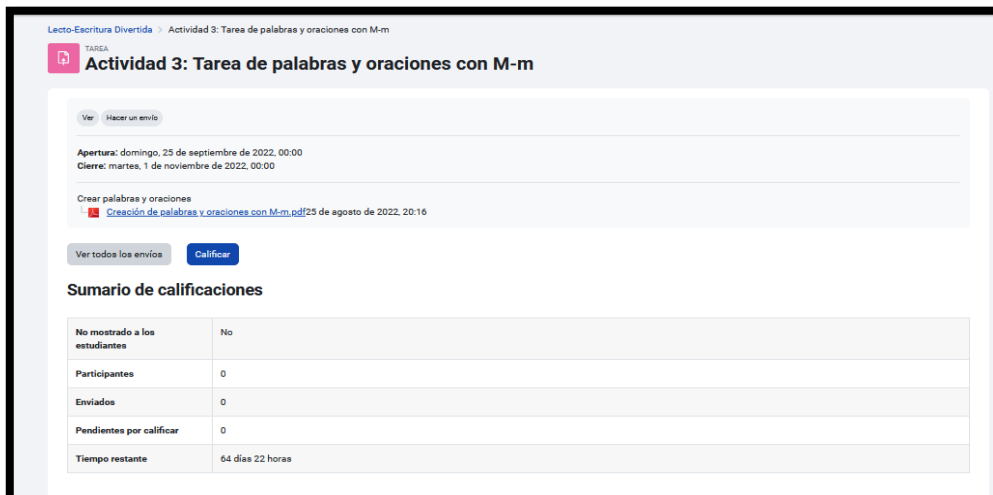 Lecto-Escritura Divertida > Actividad 3: Tarea de palabras y oraciones con M-m
TAREA
Actividad 3: Tarea de palabras y oraciones con M-m
Ver Hacer un envío
Apertura: domingo, 25 de septiembre de 2022, 00:00
Cierre: martes, 1 de noviembre de 2022, 00:00
Crear palabras y oraciones
Creación de palabras y oraciones con M-m.pdf25 de agosto de 2022, 20:16
Ver todos los envíos Calificar
Sumario de calificaciones
No mostrado a los estudiantes No
Participantes 0
Enviados 0
Pendientes por calificar 0
Tiempo restante 64 días 22 horas